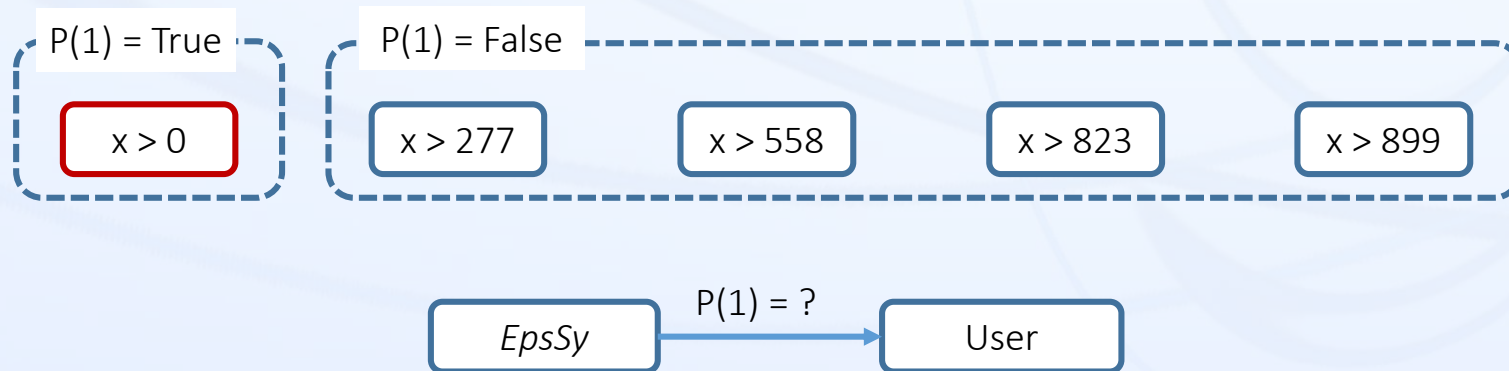 P(1) = True
P(1) = False
x > 0
x > 277
x > 558
x > 823
x > 899
P(1) = ?
EpsSy
User